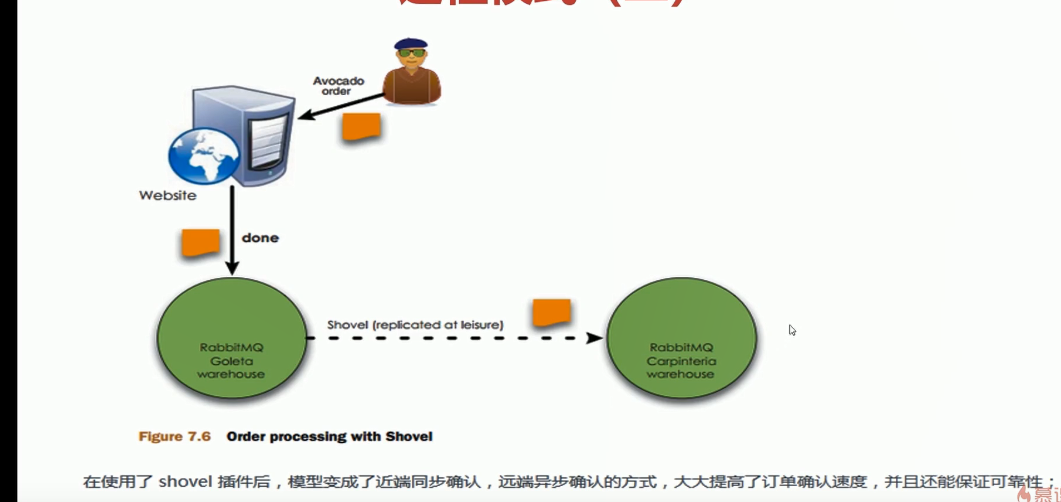 Avocado
order
Website
done
Shovel (replicated at leisure)
RabbitMQ
Goleta
warehouse
RabbitMQ
Carpinteria
warehouse
Figure 7.6 Order processing with Shovel
在使用了 shovel 插件后，模型变成了近端同步确认，远端异步确认的方式，大大提高了订单确认速度，并且还能保证可靠性；